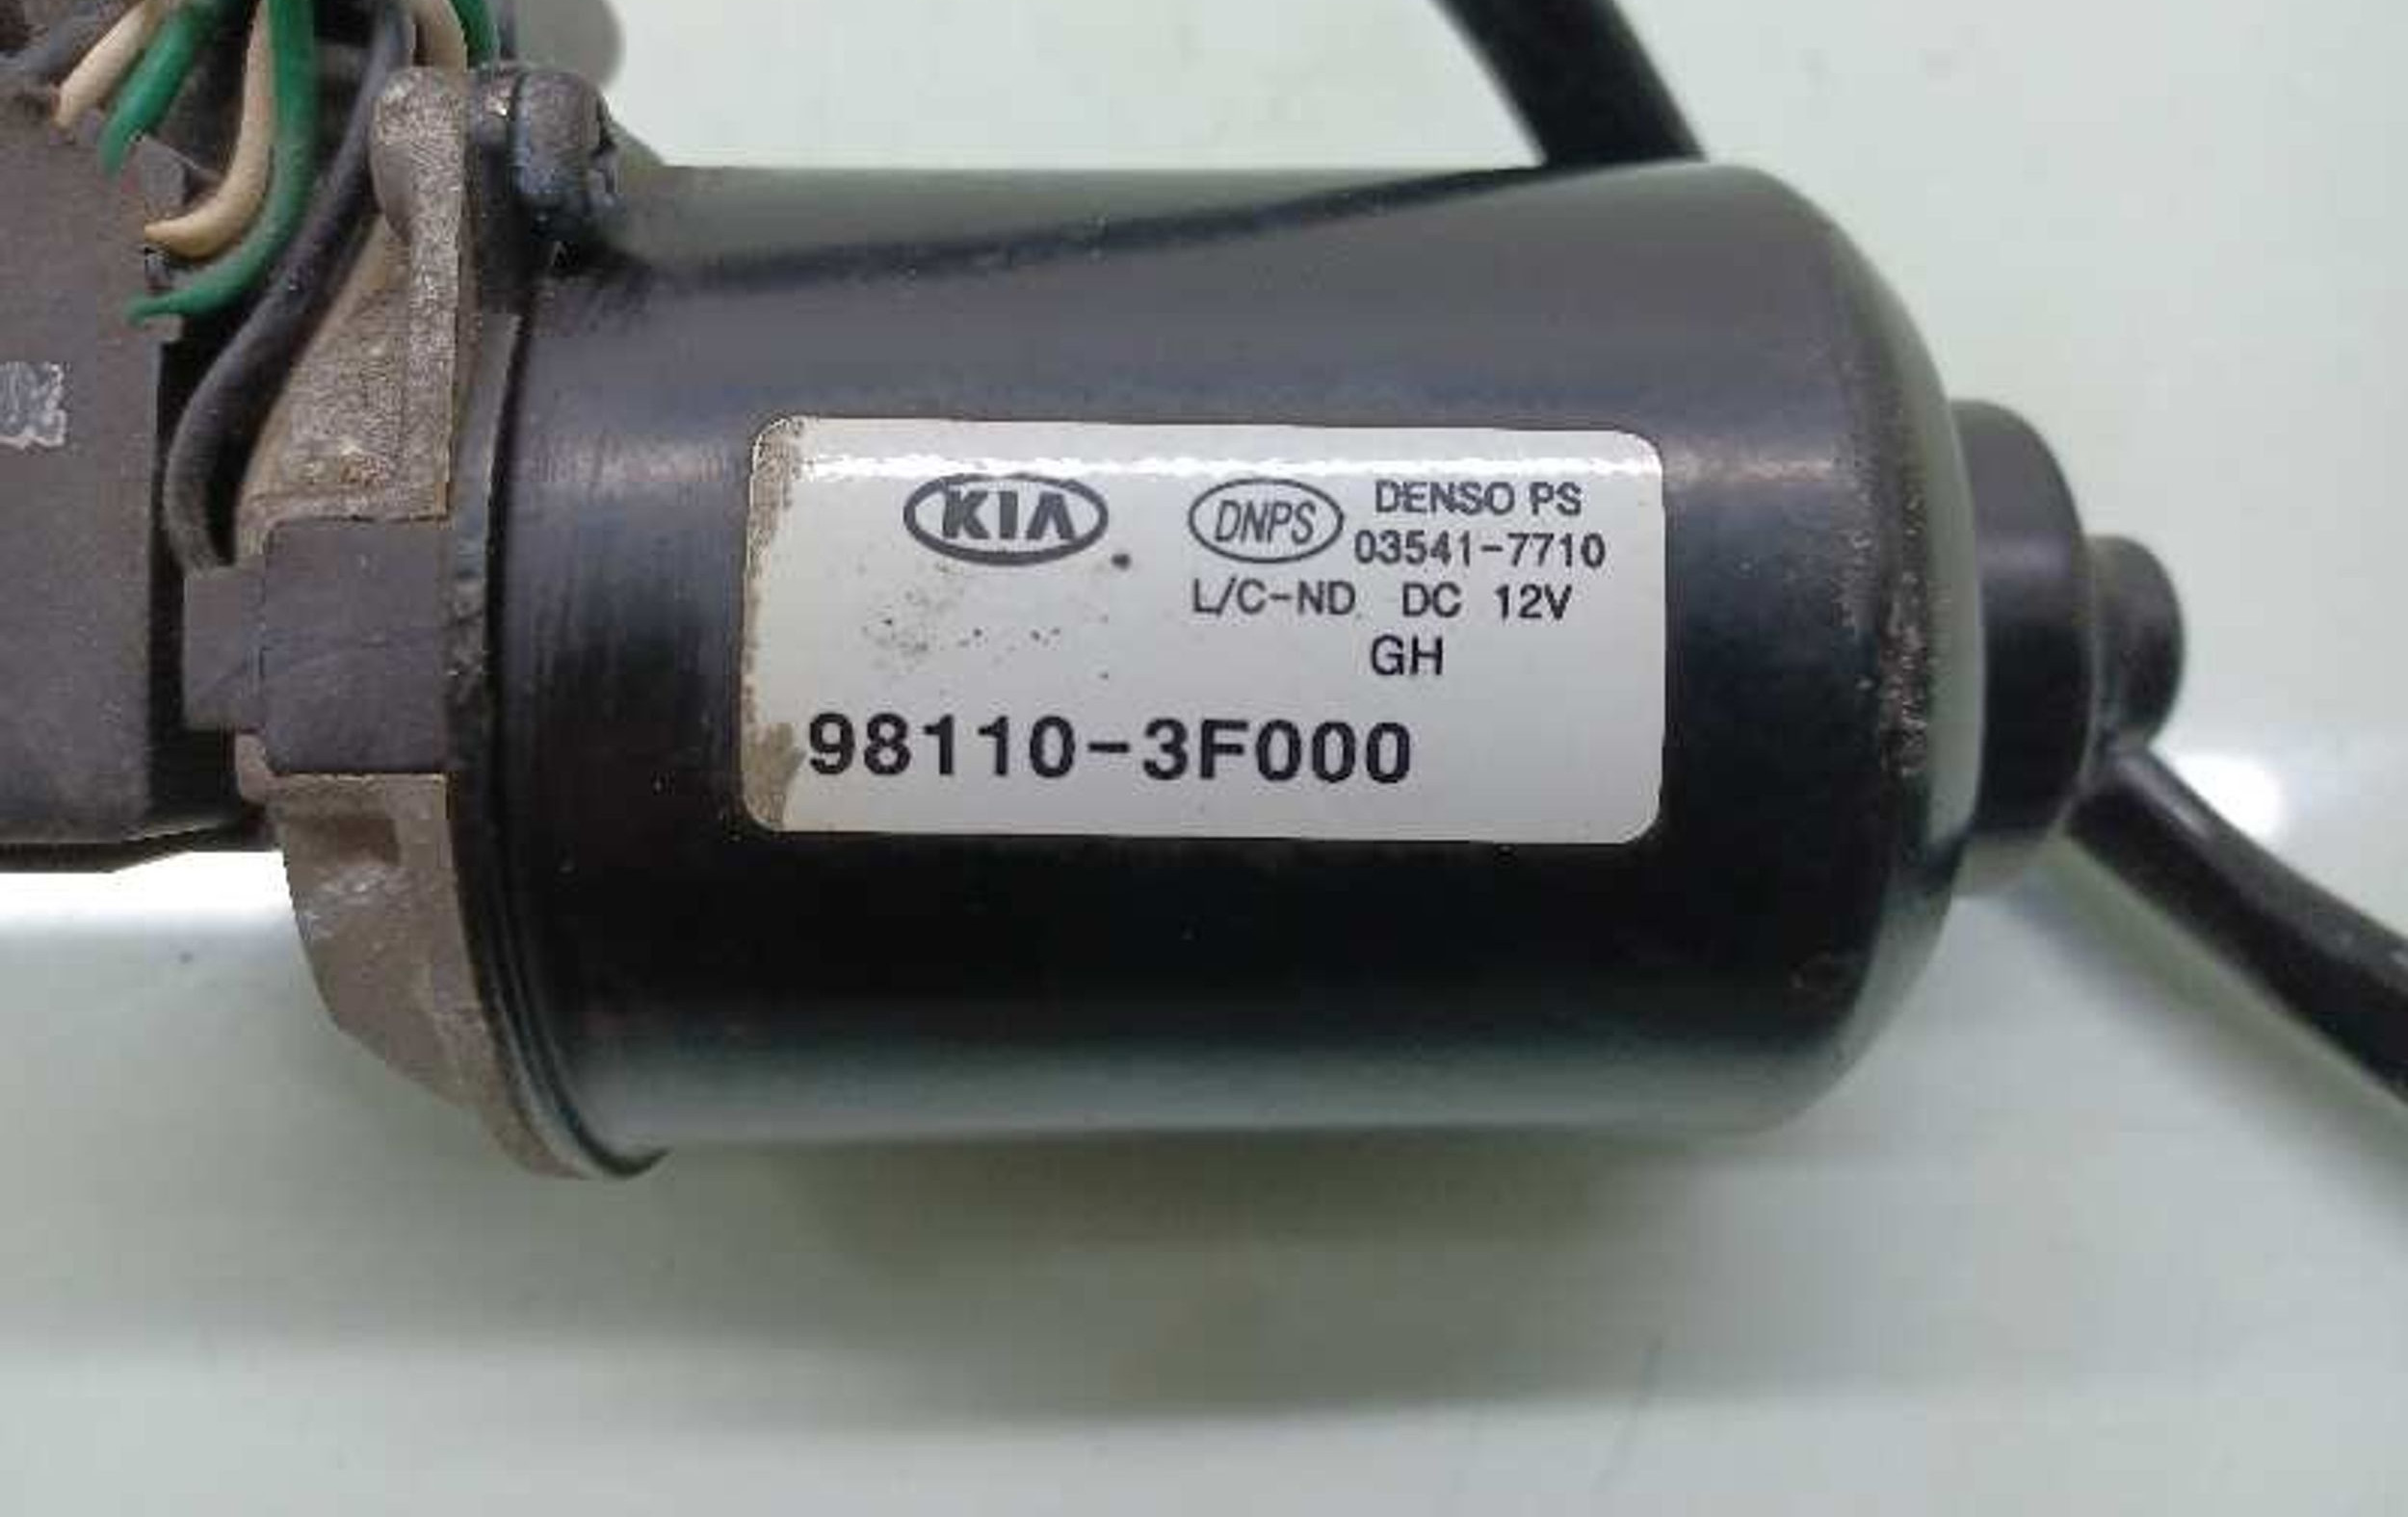 KIA
DNPS
DENSO PS
03541-7710
L/C-ND DC 12V
GH
98110-3F000